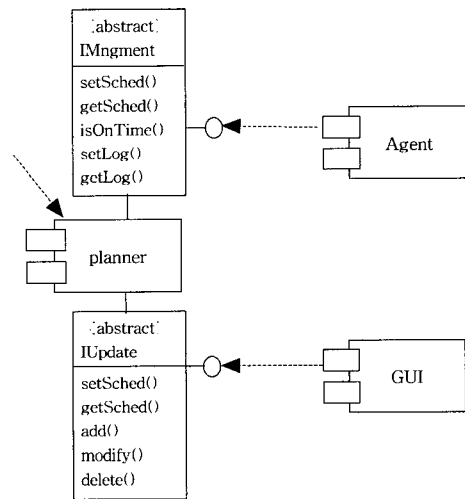 {abstract}
IMngment
setSched()
getSched()
isOnTime()
setLog()
getLog()
Agent
planner
{abstract}
IUpdate
setSched()
getSched()
add()
modify()
delete()
GUI